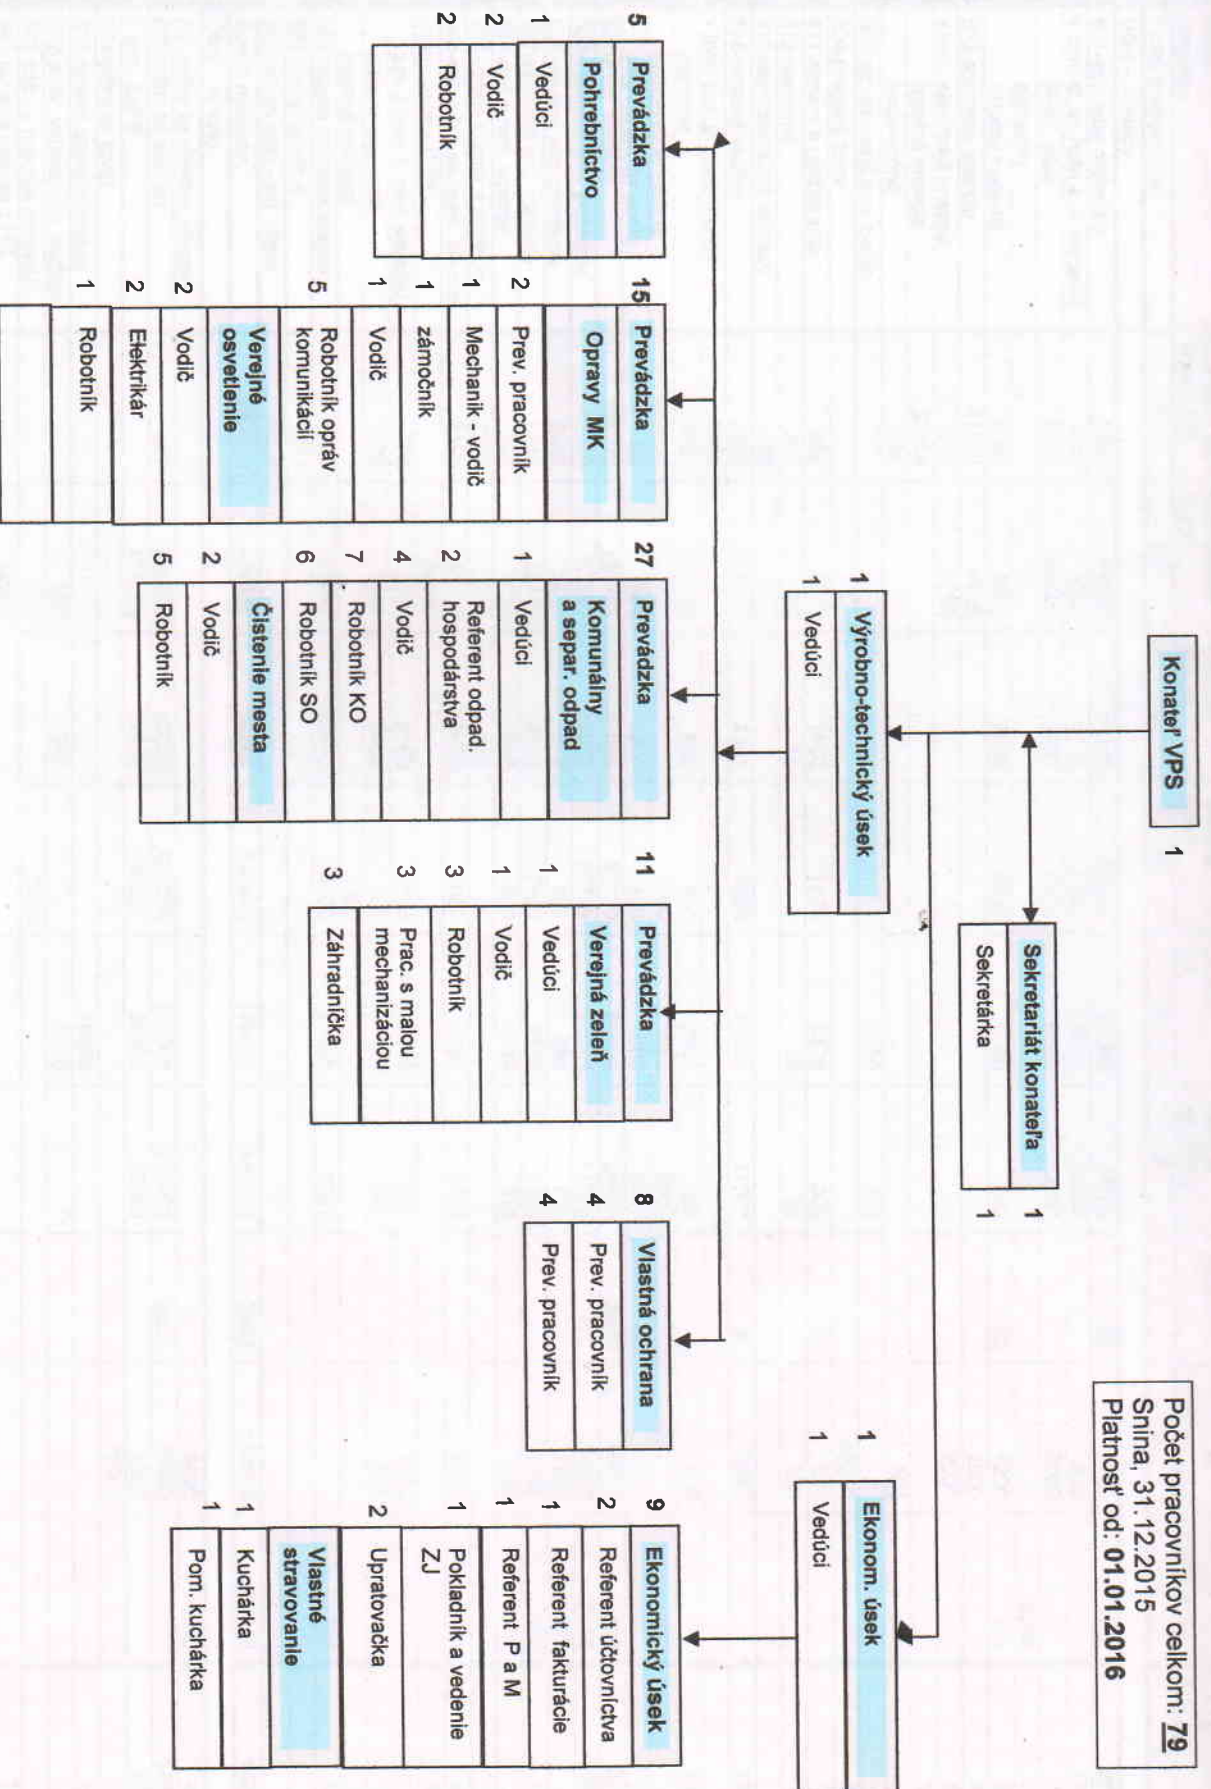 Počet pracovníkov celkom: 79
Snina, 31.12.2015
Platnosť od: 01.01.2016
Konateľ VPS 1
Sekretariát konateľa 1
Sekretárka 1
1 Výrobno-technický úsek
1 Vedúci
1 Ekonom. úsek
1 Vedúci
5 Prevádzka
Pohrebníctvo
1 Vedúci
2 Vodič
2 Robotník
15 Prevádzka
Opravy MK
2 Prev. pracovník
1 Mechanik - vodič
1 zámočník
1 Vodič
5 Robotník opráv
komunikácií
Verejné
osvetlenie
2 Vodič
2 Elektrikár
1 Robotník
27 Prevádzka
Komunálny
a separ. odpad
1 Vedúci
2 Referent odpad.
hospodárstva
4 Vodič
7 Robotník KO
6 Robotník SO
Čistenie mesta
2 Vodič
5 Robotník
11 Prevádzka
Verejná zeleň
1 Vedúci
1 Vodič
3 Robotník
3 Prac. s malou
mechanizáciou
3 Záhradníčka
8 Vlastná ochrana
4 Prev. pracovník
4 Prev. pracovník
9 Ekonomický úsek
2 Referent účtovníctva
1 Referent fakturácie
1 Referent P a M
1 Pokladník a vedenie
ZJ
2 Upratovačka
Vlastné
stravovanie
1 Kuchárka
1 Pom. kuchárka